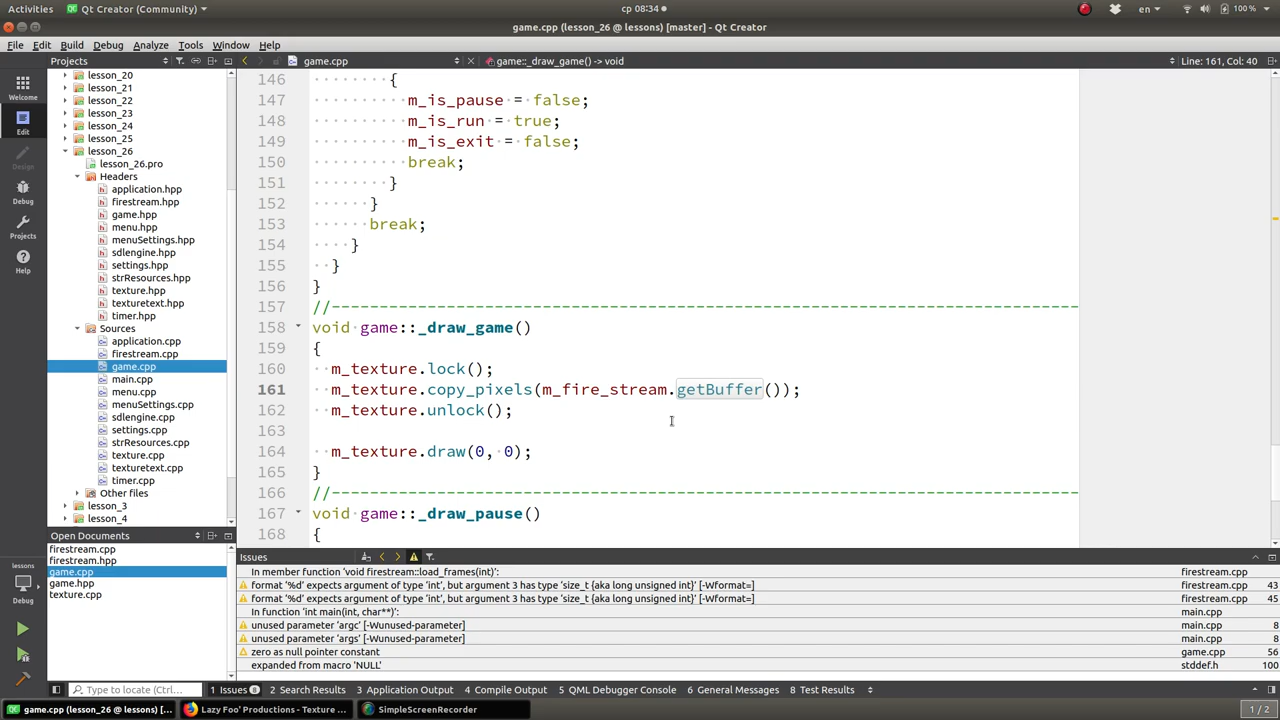 Activities Qt Creator (Community) ср 08:34 en 100 %
game.cpp (lesson_26 @ lessons) [master] - Qt Creator
File Edit Build Debug Analyze Tools Window Help
Projects game.cpp game::_draw_game() -> void Line: 161, Col: 40
Welcome
Edit
Design
Debug
Projects
Help
lessons
Debug
lesson_20
lesson_21
lesson_22
lesson_23
lesson_24
lesson_25
lesson_26
lesson_26.pro
Headers
application.hpp
firestream.hpp
game.hpp
menu.hpp
menuSettings.hpp
sdlengine.hpp
settings.hpp
strResources.hpp
texture.hpp
texturetext.hpp
timer.hpp
Sources
application.cpp
firestream.cpp
game.cpp
main.cpp
menu.cpp
menuSettings.cpp
sdlengine.cpp
settings.cpp
strResources.cpp
texture.cpp
texturetext.cpp
timer.cpp
Other files
lesson_3
lesson_4
Open Documents
firestream.cpp
firestream.hpp
game.cpp
game.hpp
texture.cpp
146 {
147 m_is_pause = false;
148 m_is_run = true;
149 m_is_exit = false;
150 break;
151 }
152 }
153 break;
154 }
155 }
156 }
157 //------------------------------------------------------------------------------
158 void game::_draw_game()
159 {
160 m_texture.lock();
161 m_texture.copy_pixels(m_fire_stream.getBuffer());
162 m_texture.unlock();
163
164 m_texture.draw(0, 0);
165 }
166 //------------------------------------------------------------------------------
167 void game::_draw_pause()
168 {
Issues
In member function 'void firestream::load_frames(int)': firestream.cpp
format '%d' expects argument of type 'int', but argument 3 has type 'size_t {aka long unsigned int}' [-Wformat=] firestream.cpp 43
format '%d' expects argument of type 'int', but argument 3 has type 'size_t {aka long unsigned int}' [-Wformat=] firestream.cpp 45
In function 'int main(int, char**)': main.cpp
unused parameter 'argc' [-Wunused-parameter] main.cpp 8
unused parameter 'args' [-Wunused-parameter] main.cpp 8
zero as null pointer constant game.cpp 56
expanded from macro 'NULL' stddef.h 100
Type to locate (Ctrl... 1 Issues 8 2 Search Results 3 Application Output 4 Compile Output 5 QML Debugger Console 6 General Messages 8 Test Results
game.cpp (lesson_26 @ lessons) [... Lazy Foo' Productions - Texture ... SimpleScreenRecorder 1 / 2